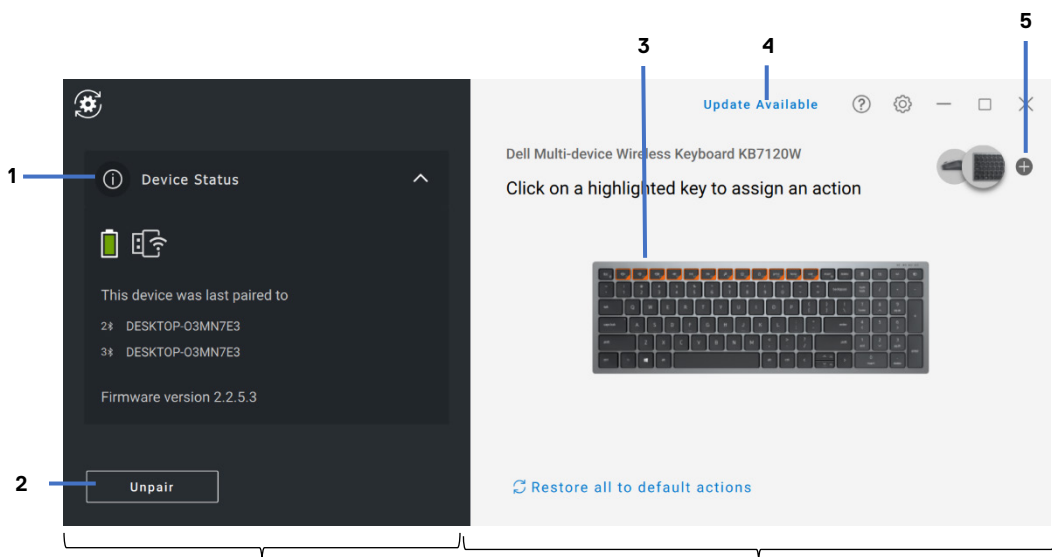 5
3
4
Update Available
Dell Multi-device Wireless Keyboard KB7120W
Click on a highlighted key to assign an action
1
Device Status
This device was last paired to
2 DESKTOP-O3MN7E3
3 DESKTOP-O3MN7E3
Firmware version 2.2.5.3
2
Unpair
Restore all to default actions